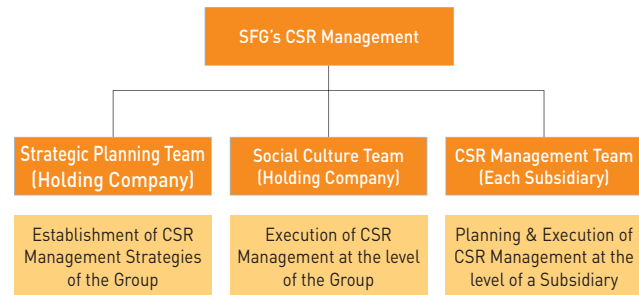 SFG's CSR Management
Strategic Planning Team
(Holding Company)
Social Culture Team
(Holding Company)
CSR Management Team
(Each Subsidiary)
Establishment of CSR
Management Strategies
of the Group
Execution of CSR
Management at the level
of the Group
Planning & Execution of
CSR Management at the
level of a Subsidiary